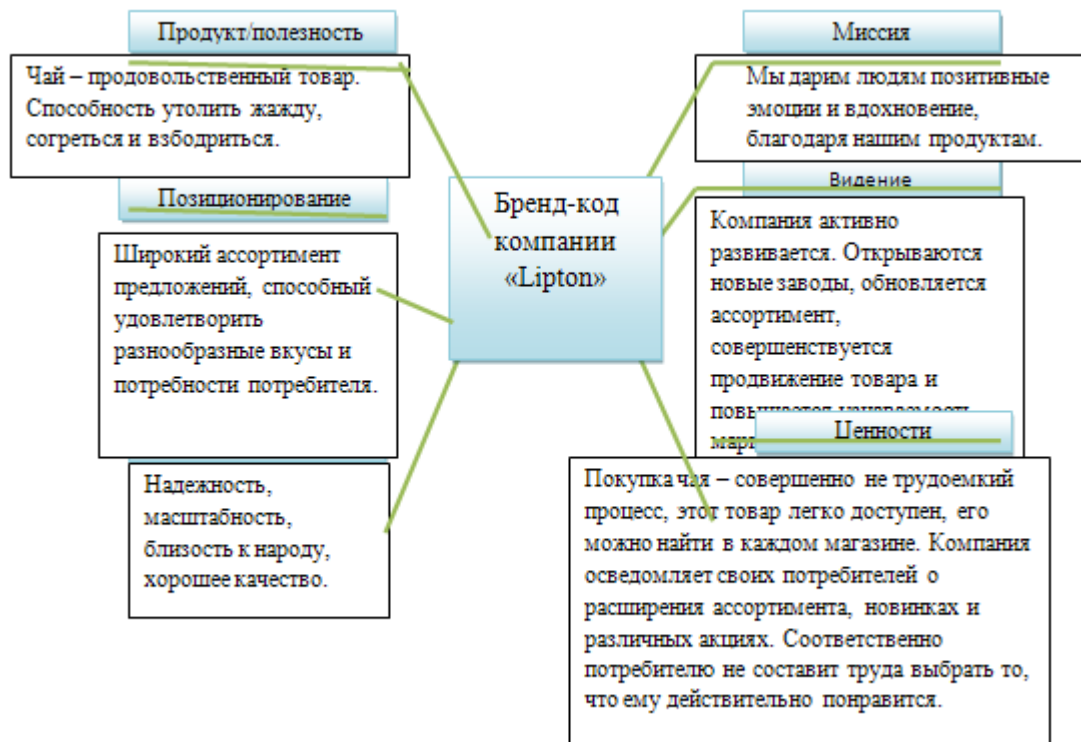 Продукт/полезность
Чай – продовольственный товар.
Способность утолить жажду,
согреться и взбодриться.
Позиционирование
Широкий ассортимент
предложений, способный
удовлетворить
разнообразные вкусы и
потребности потребителя.
Надежность,
масштабность,
близость к народу,
хорошее качество.
Бренд-код
компании
«Lipton»
Миссия
Мы дарим людям позитивные
эмоции и вдохновение,
благодаря нашим продуктам.
Видение
Компания активно
развивается. Открываются
новые заводы, обновляется
ассортимент,
совершенствуется
продвижение товара и
Ценности
Покупка чая – совершенно не трудоемкий
процесс, этот товар легко доступен, его
можно найти в каждом магазине. Компания
осведомляет своих потребителей о
расширения ассортимента, новинках и
различных акциях. Соответственно
потребителю не составит труда выбрать то,
что ему действительно понравится.